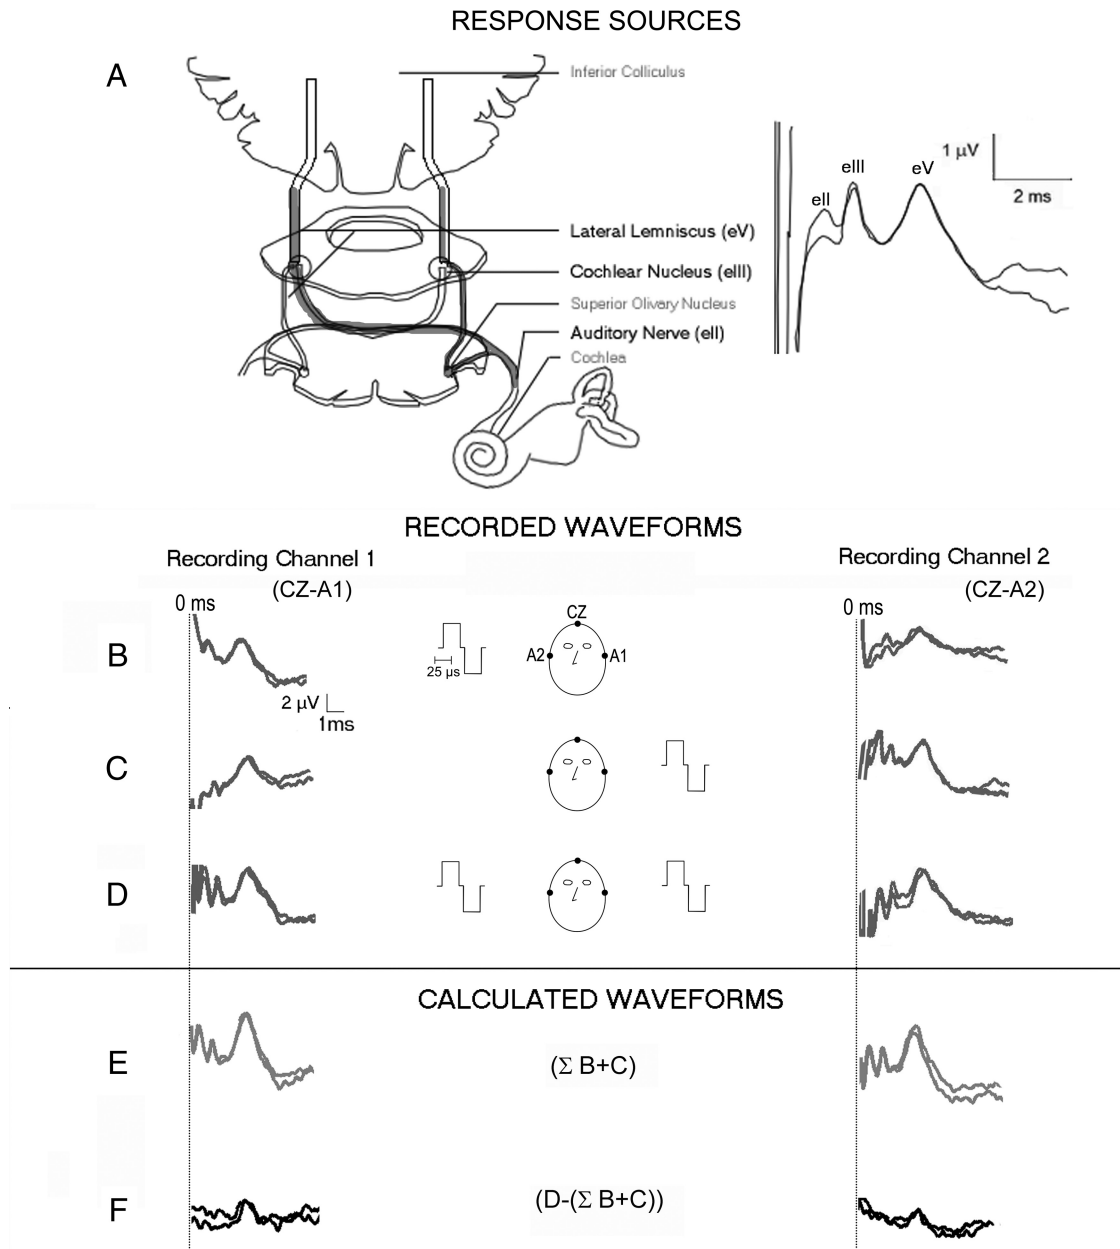 RESPONSE SOURCES
A
Inferior Colliculus
Lateral Lemniscus (eV)
Cochlear Nucleus (eIII)
Superior Olivary Nucleus
Auditory Nerve (eII)
Cochlea
eII
eIII
eV
1 µV
2 ms
RECORDED WAVEFORMS
Recording Channel 1
(CZ-A1)
Recording Channel 2
(CZ-A2)
0 ms
0 ms
B
25 µs
CZ
A2
A1
2 µV
1ms
C
D
CALCULATED WAVEFORMS
E
(Σ B+C)
F
(D-(Σ B+C))